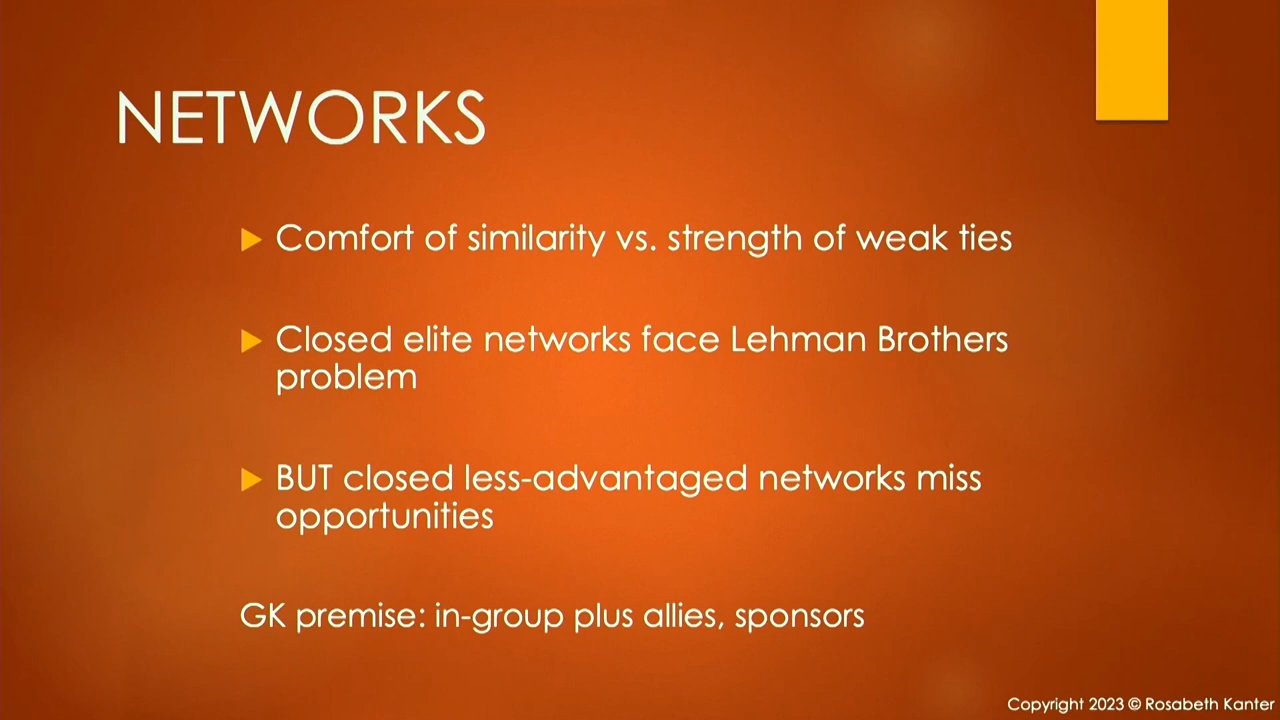 NETWORKS
Comfort of similarity vs. strength of weak ties
Closed elite networks face Lehman Brothers
problem
BUT closed less-advantaged networks miss
opportunities
GK premise: in-group plus allies, sponsors
Copyright 2023 © Rosabeth Kanter